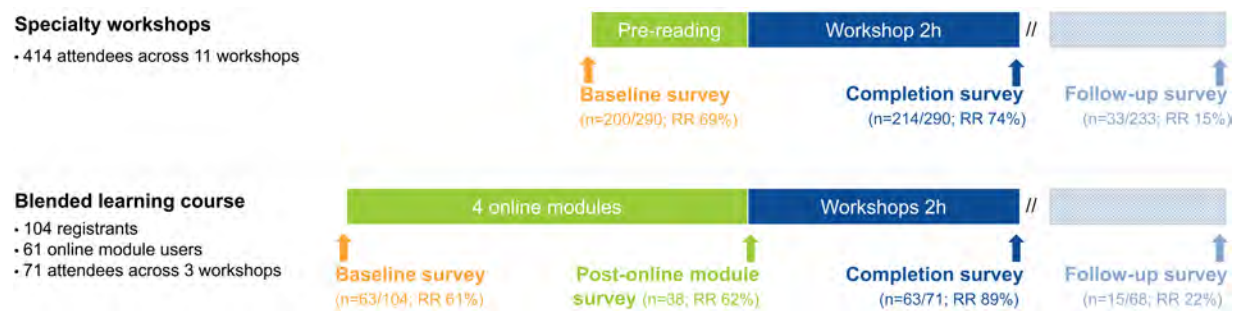 Specialty workshops
• 414 attendees across 11 workshops
Pre-reading
Workshop 2h
//
Baseline survey
(n=200/290; RR 69%)
Completion survey
(n=214/290; RR 74%)
Follow-up survey
(n=33/233; RR 15%)
Blended learning course
• 104 registrants
• 61 online module users
• 71 attendees across 3 workshops
4 online modules
Workshops 2h
//
Baseline survey
(n=63/104; RR 61%)
Post-online module
survey (n=38; RR 62%)
Completion survey
(n=63/71; RR 89%)
Follow-up survey
(n=15/68; RR 22%)